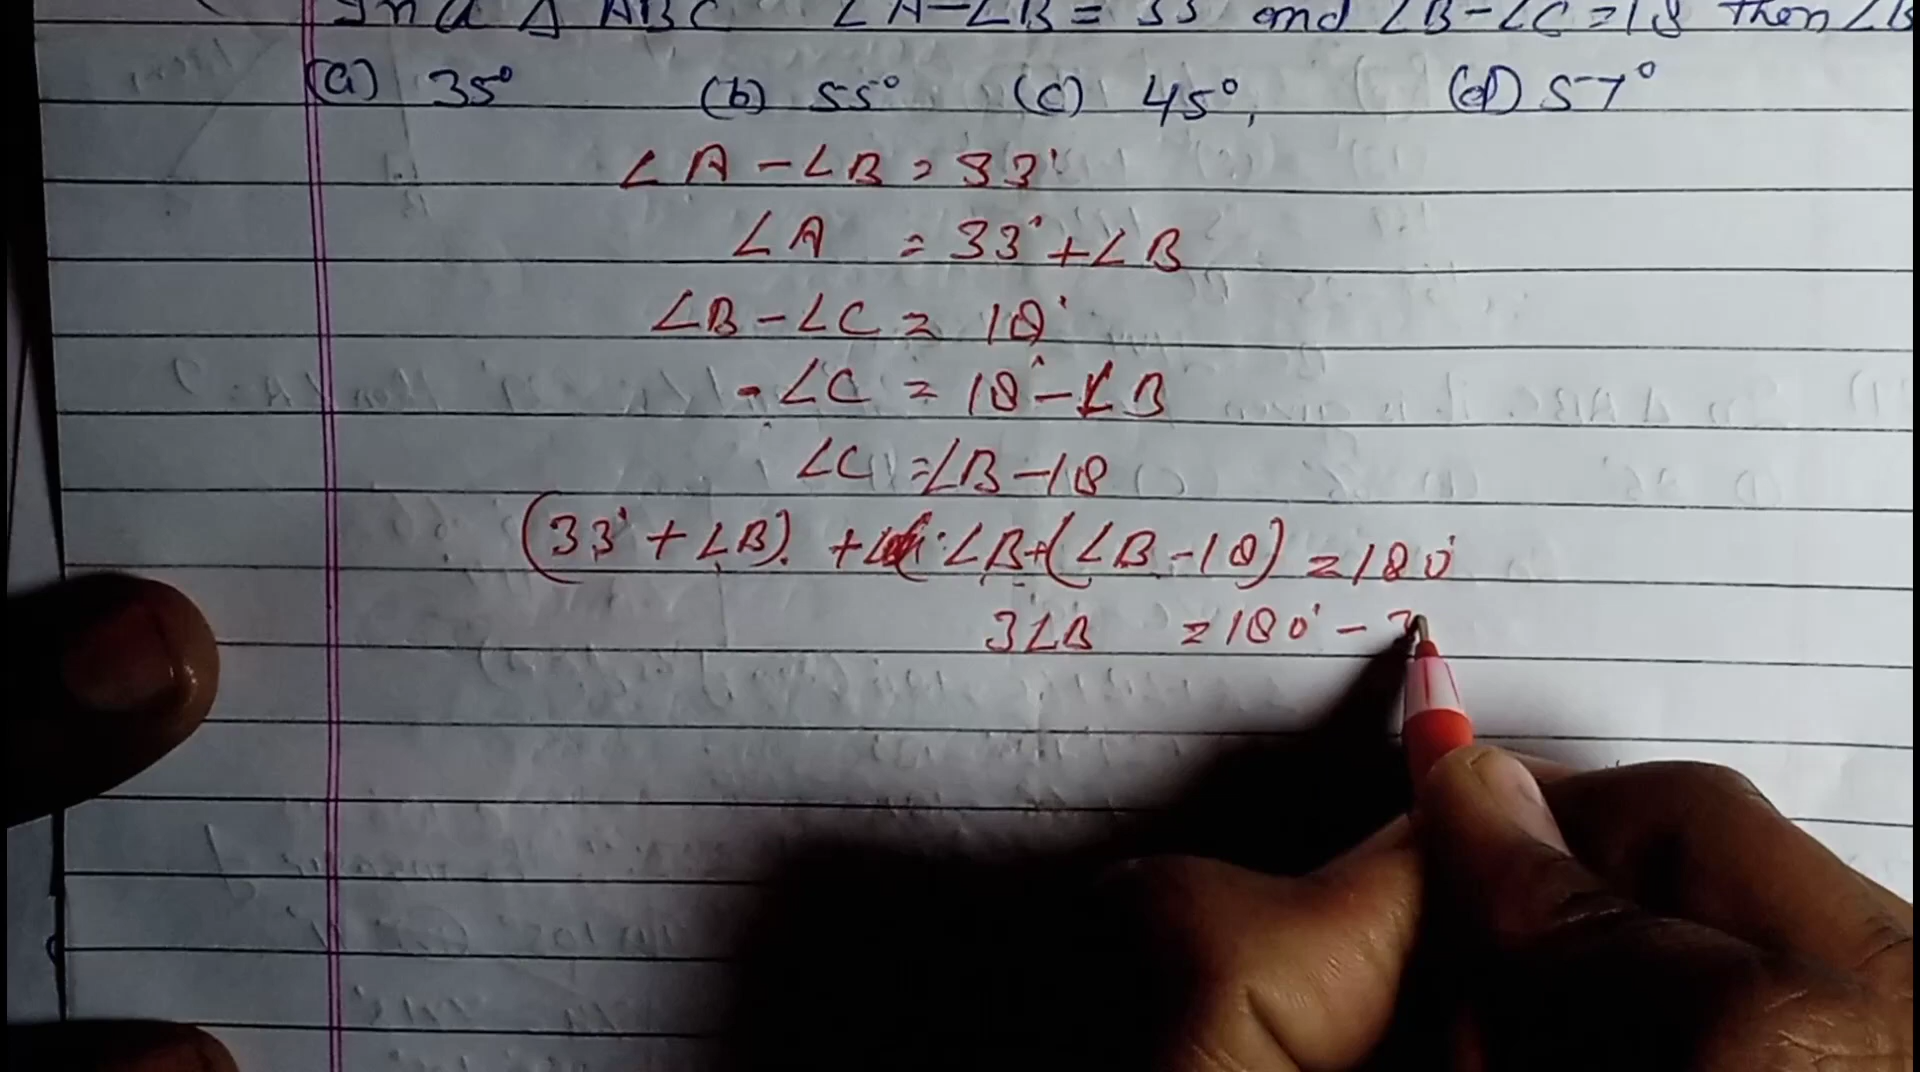 In a Δ ABC ∠A-∠B = 33 and ∠B-∠C = 18 then ∠B
(a) 35° (b) 55° (c) 45°, (d) 57°
∠A - ∠B = 33°
∠A = 33° + ∠B
∠B - ∠C = 18°
- ∠C = 18° - ∠B
∠C = ∠B - 18
(33° + ∠B) + ∠B + (∠B - 18) = 180°
3∠B = 180° - 3